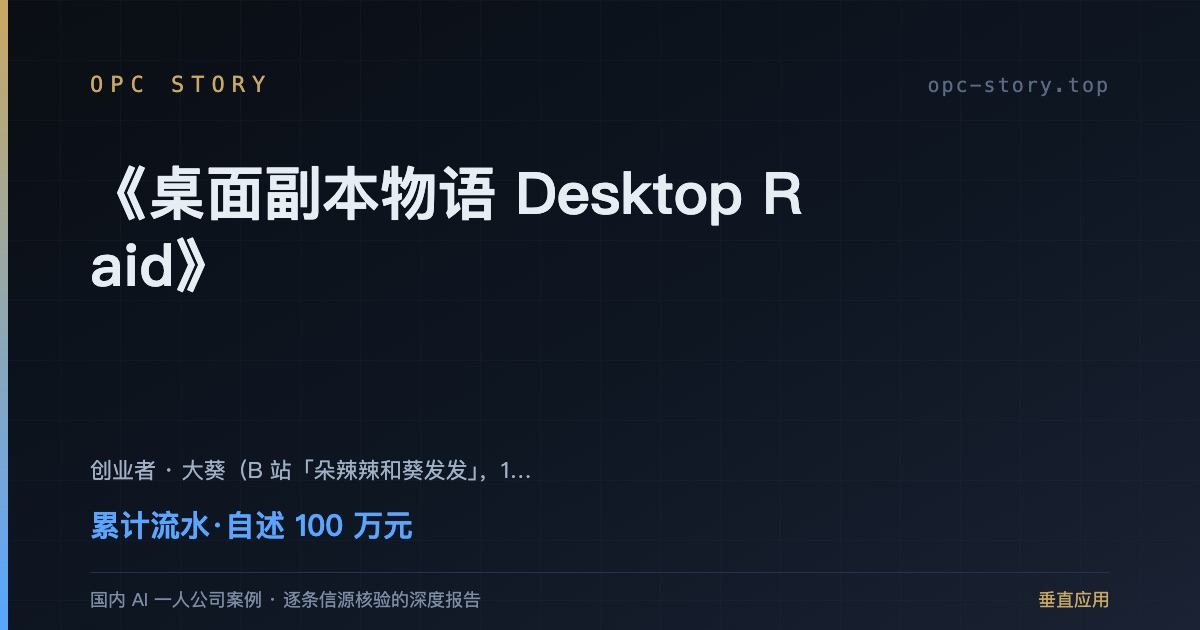 OPC STORY
opc-story.top
《桌面副本物语 Desktop R
aid》
创业者 · 大葵（B 站「朵辣辣和葵发发」，1…
累计流水·自述 100 万元
国内 AI 一人公司案例 · 逐条信源核验的深度报告
垂直应用